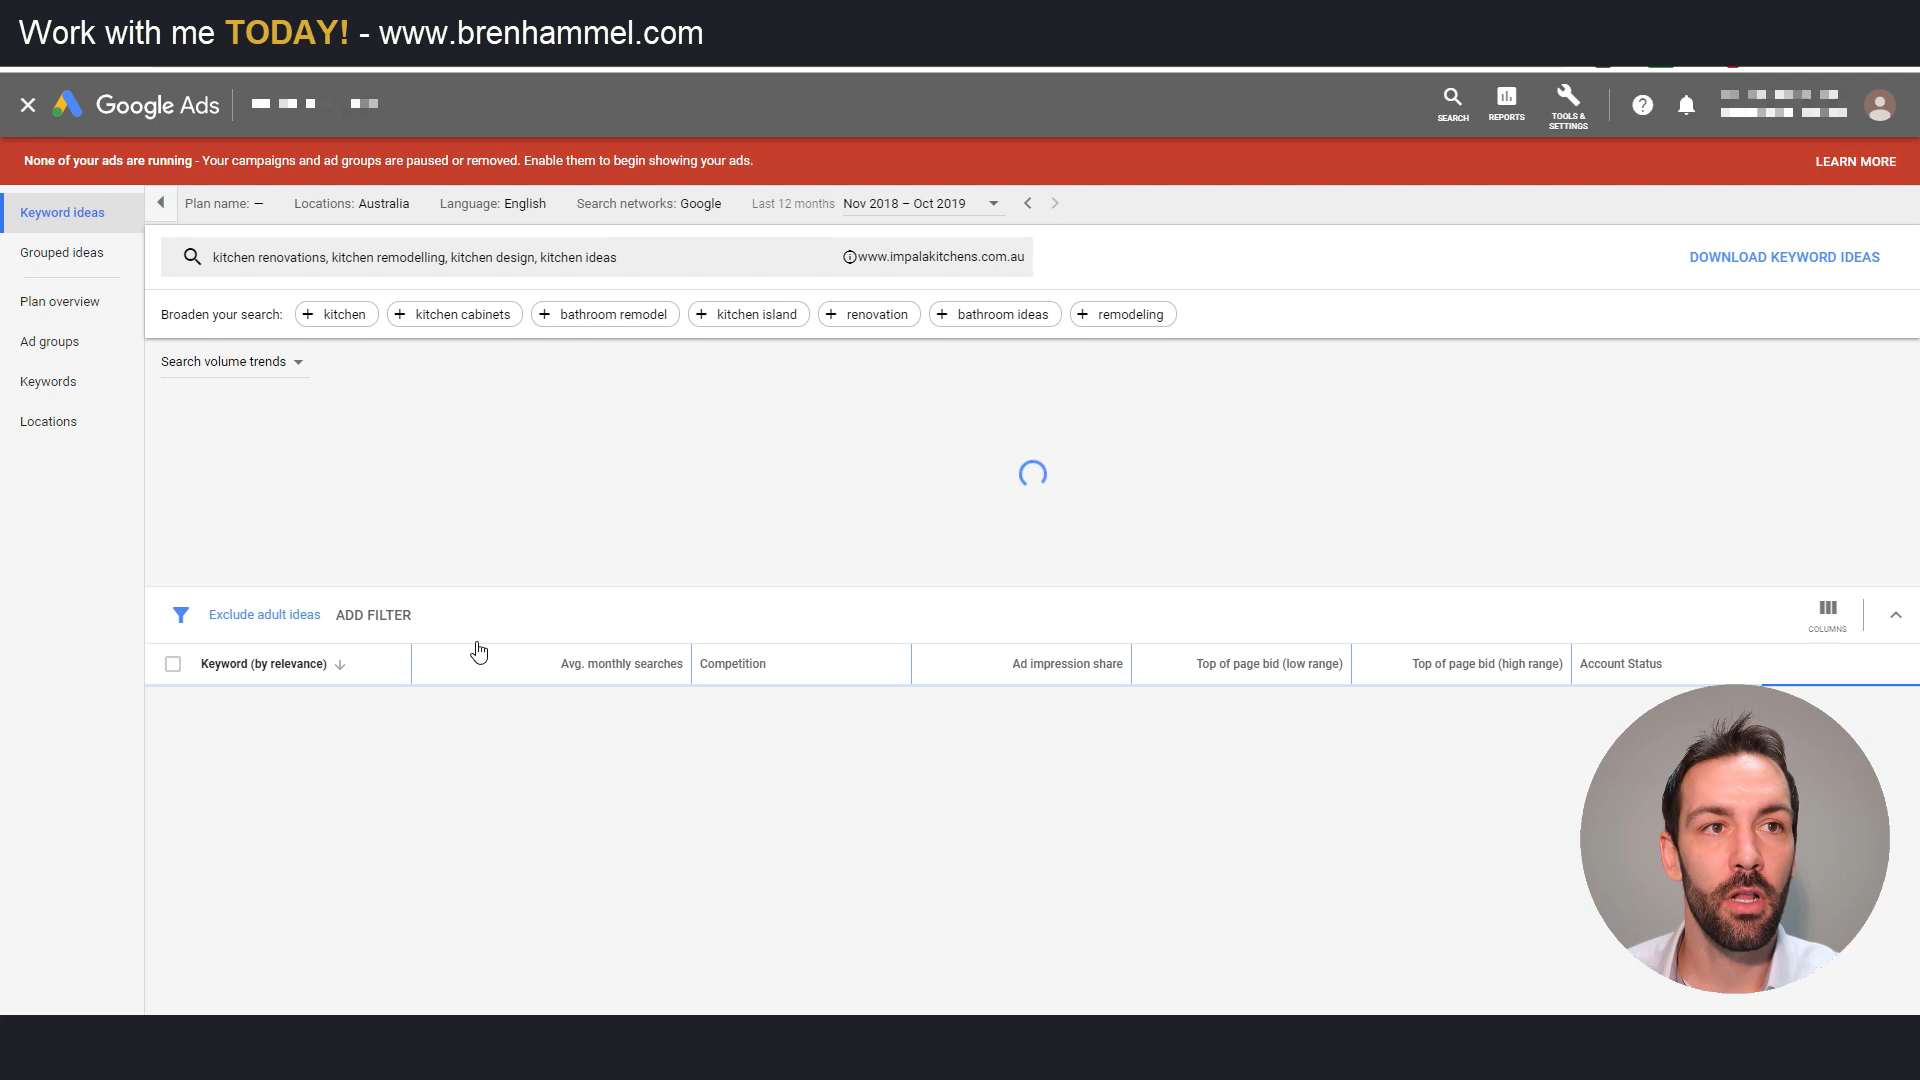 Work with me TODAY! - www.brenhammel.com
Google Ads
SEARCH
REPORTS
TOOLS & SETTINGS
None of your ads are running - Your campaigns and ad groups are paused or removed. Enable them to begin showing your ads.
LEARN MORE
Keyword ideas
Grouped ideas
Plan overview
Ad groups
Keywords
Locations
Plan name: –
Locations: Australia
Language: English
Search networks: Google
Last 12 months Nov 2018 – Oct 2019
kitchen renovations, kitchen remodelling, kitchen design, kitchen ideas
www.impalakitchens.com.au
DOWNLOAD KEYWORD IDEAS
Broaden your search: + kitchen + kitchen cabinets + bathroom remodel + kitchen island + renovation + bathroom ideas + remodeling
Search volume trends
Exclude adult ideas ADD FILTER
COLUMNS
Keyword (by relevance)
Avg. monthly searches
Competition
Ad impression share
Top of page bid (low range)
Top of page bid (high range)
Account Status